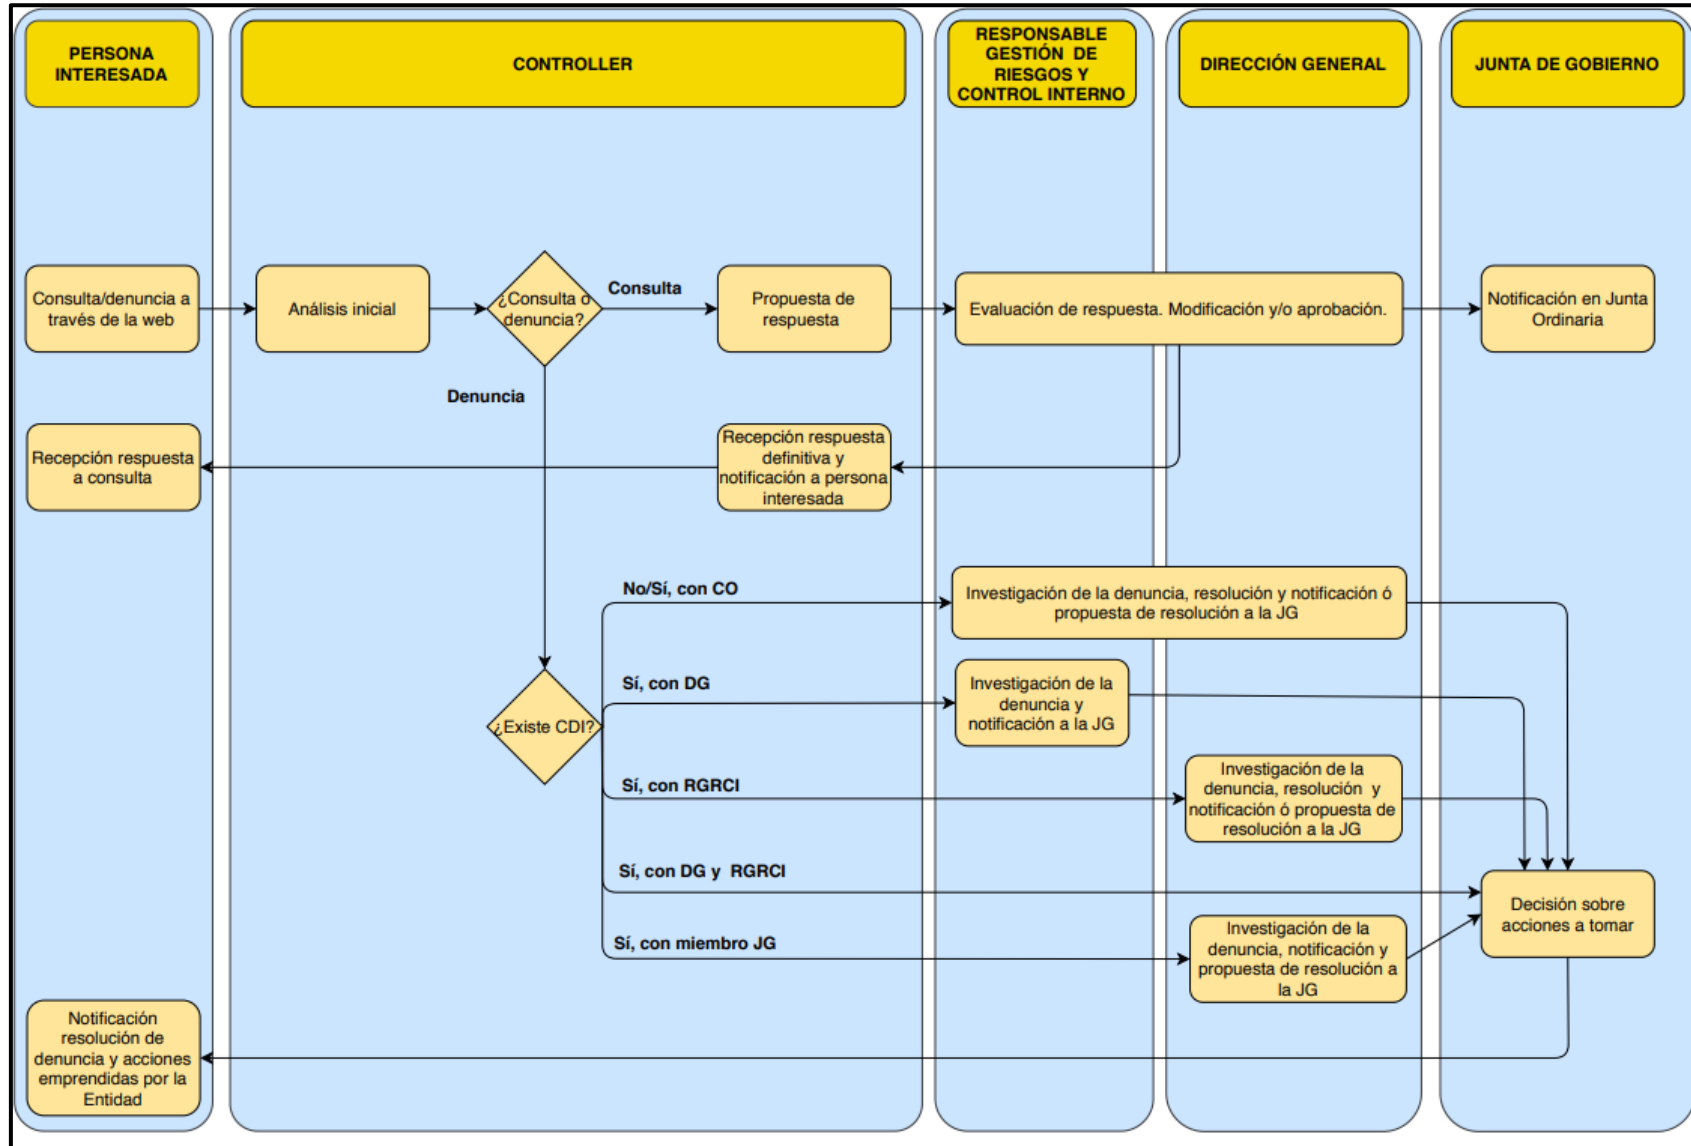 PERSONA
INTERESADA
CONTROLLER
RESPONSABLE
GESTIÓN DE
RIESGOS Y
CONTROL INTERNO
DIRECCIÓN GENERAL
JUNTA DE GOBIERNO
Consulta/denuncia a
través de la web
Análisis inicial
¿Consulta o
denuncia?
Consulta
Propuesta de
respuesta
Evaluación de respuesta. Modificación y/o aprobación.
Notificación en Junta
Ordinaria
Denuncia
Recepción respuesta
a consulta
Recepción respuesta
definitiva y
notificación a persona
interesada
No/Sí, con CO
Investigación de la denuncia, resolución y notificación ó
propuesta de resolución a la JG
¿Existe CDI?
Sí, con DG
Investigación de la
denuncia y
notificación a la JG
Sí, con RGRCI
Investigación de la
denuncia, resolución y
notificación ó propuesta de
resolución a la JG
Sí, con DG y RGRCI
Decisión sobre
acciones a tomar
Sí, con miembro JG
Investigación de la
denuncia, notificación y
propuesta de resolución a
la JG
Notificación
resolución de
denuncia y acciones
emprendidas por la
Entidad